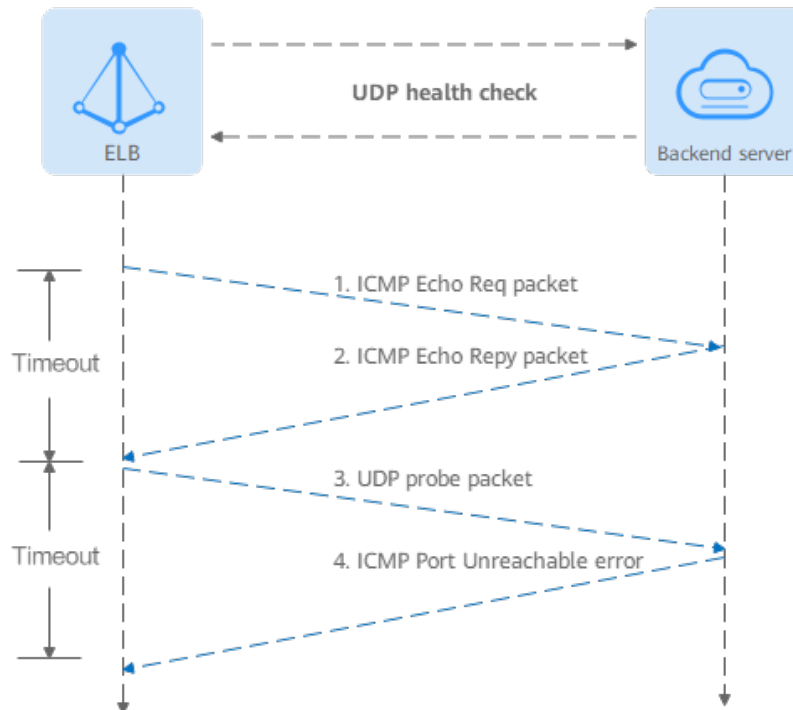 UDP health check
ELB
Backend server
1. ICMP Echo Req packet
Timeout
2. ICMP Echo Repy packet
3. UDP probe packet
Timeout
4. ICMP Port Unreachable error